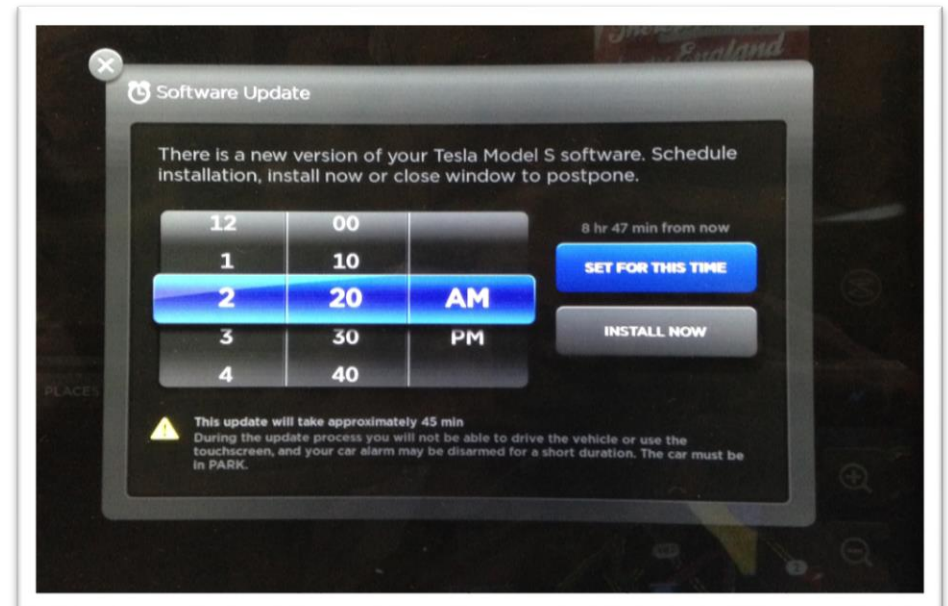 England
Software Update
There is a new version of your Tesla Model S software. Schedule
installation, install now or close window to postpone.
12 00
8 hr 47 min from now
1 10
SET FOR THIS TIME
2 20 AM
3 30 PM
INSTALL NOW
4 40
PLACES
This update will take approximately 45 min
During the update process you will not be able to drive the vehicle or use the
touchscreen, and your car alarm may be disarmed for a short duration. The car must be
in PARK.